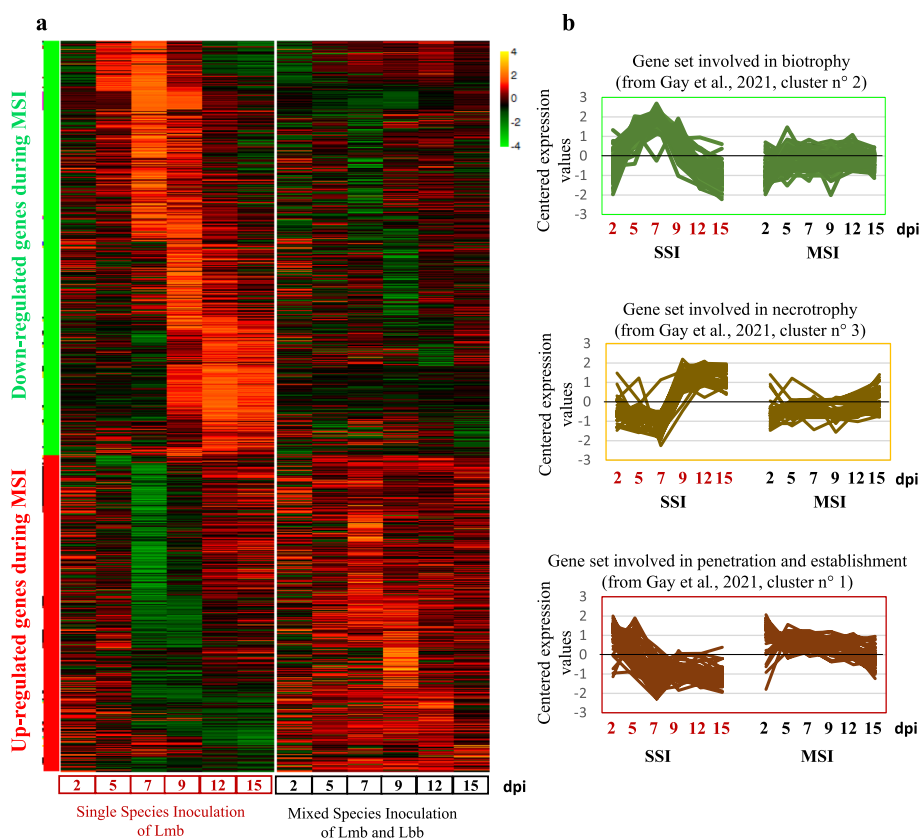 a
Down-regulated genes during MSI
Up-regulated genes during MSI
4
2
0
-2
-4
2 5 7 9 12 15 2 5 7 9 12 15 dpi
Single Species Inoculation
of Lmb
Mixed Species Inoculation
of Lmb and Lbb
b
Gene set involved in biotrophy
(from Gay et al., 2021, cluster n° 2)
Centered expression
values
3
2
1
0
-1
-2
-3
2 5 7 9 12 15 2 5 7 9 12 15 dpi
SSI MSI
Gene set involved in necrotrophy
(from Gay et al., 2021, cluster n° 3)
Centered expression
values
3
2
1
0
-1
-2
-3
2 5 7 9 12 15 2 5 7 9 12 15 dpi
SSI MSI
Gene set involved in penetration and establishment
(from Gay et al., 2021, cluster n° 1)
Centered expression
values
3
2
1
0
-1
-2
-3
2 5 7 9 12 15 2 5 7 9 12 15 dpi
SSI MSI